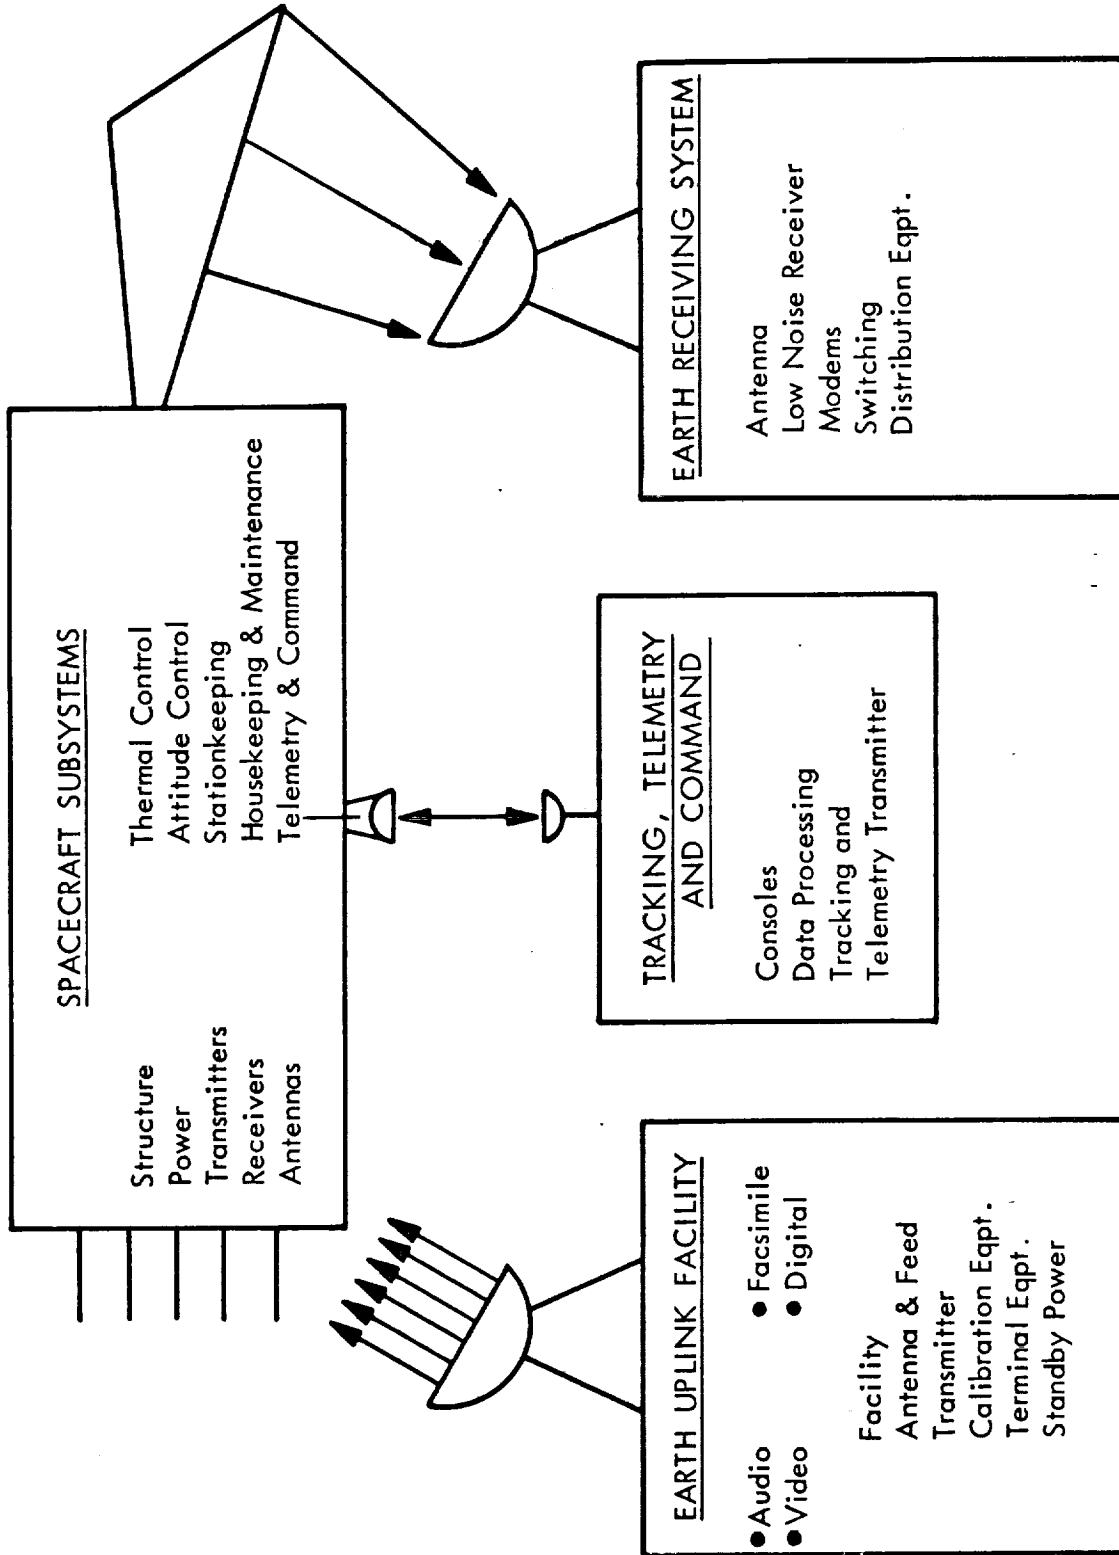 SPACECRAFT SUBSYSTEMS
Structure
Power
Transmitters
Receivers
Antennas
Thermal Control
Attitude Control
Stationkeeping
Housekeeping & Maintenance
Telemetry & Command
EARTH UPLINK FACILITY
●Audio
●Video
●Facsimile
●Digital
Facility
Antenna & Feed
Transmitter
Calibration Eqpt.
Terminal Eqpt.
Standby Power
TRACKING, TELEMETRY
AND COMMAND
Consoles
Data Processing
Tracking and
Telemetry Transmitter
EARTH RECEIVING SYSTEM
Antenna
Low Noise Receiver
Modems
Switching
Distribution Eqpt.